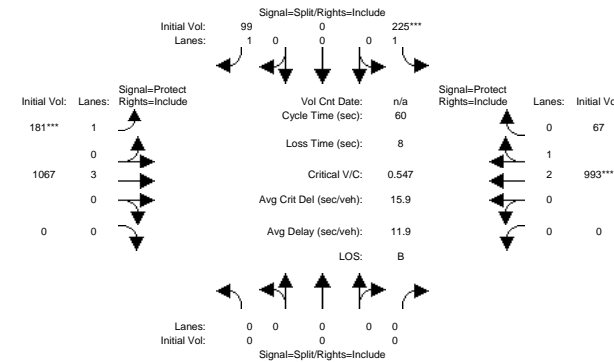 Signal=Split/Rights=Include
Initial Vol: 99 0 225***
Lanes: 1 0 0 0 1
Signal=Protect Signal=Protect
Initial Vol: Lanes: Rights=Include Vol Cnt Date: n/a Rights=Include Lanes: Initial Vo
Cycle Time (sec): 60
181*** 1 0 67
Loss Time (sec): 8
0 1
1067 3 Critical V/C: 0.547 2 993***
0 Avg Crit Del (sec/veh): 15.9 0
0 0 Avg Delay (sec/veh): 11.9 0 0
LOS: B
Lanes: 0 0 0 0 0
Initial Vol: 0 0 0
Signal=Split/Rights=Include